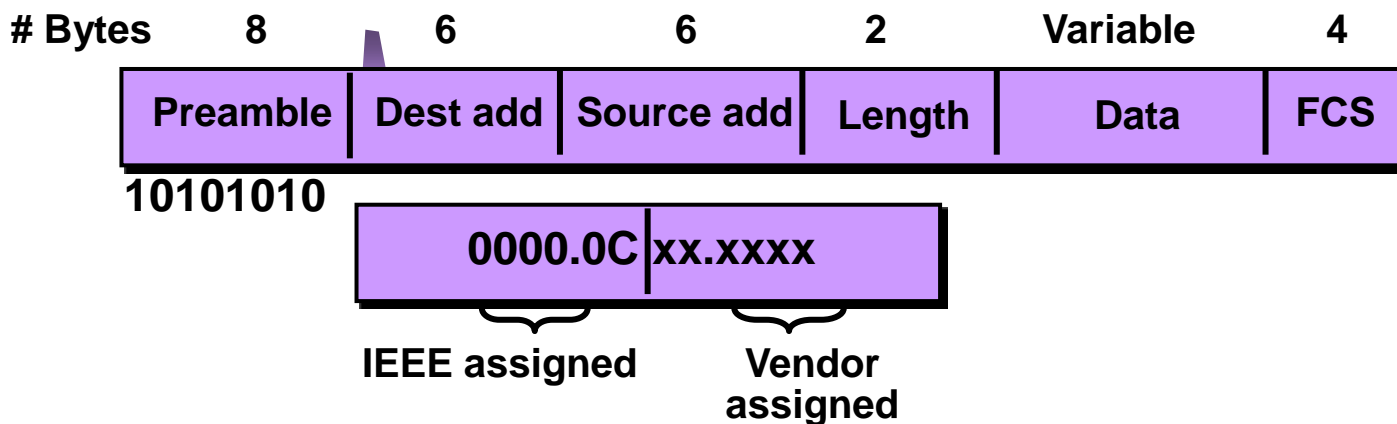 # Bytes 8 6 6 2 Variable 4
Preamble Dest add Source add Length Data FCS
10101010
0000.0C xx.xxxx
IEEE assigned Vendor
assigned